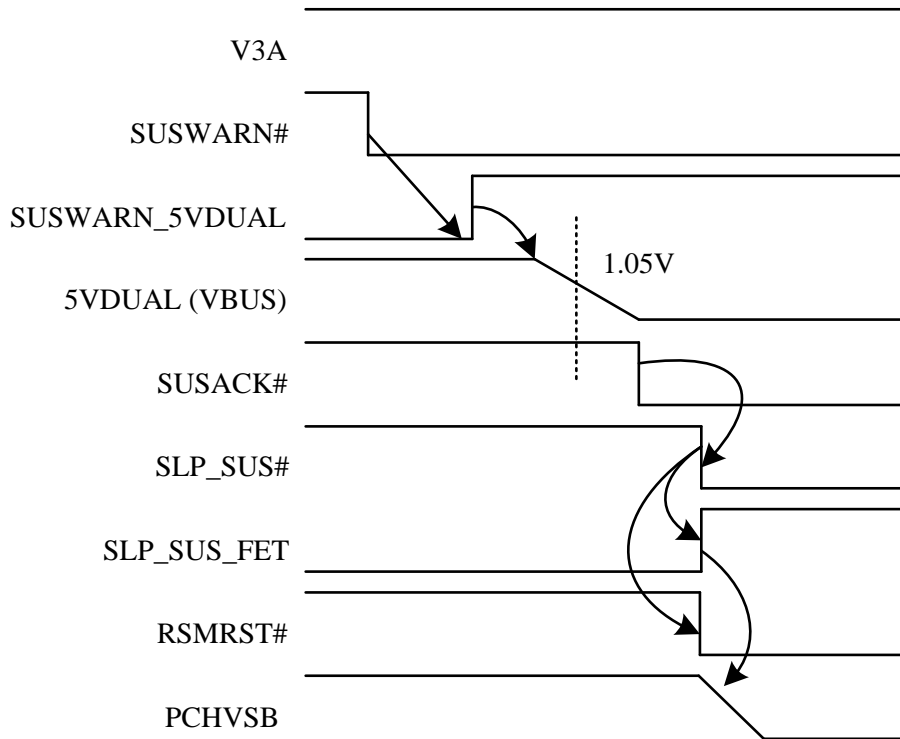 V3A
SUSWARN#
SUSWARN_5VDUAL
1.05V
5VDUAL (VBUS)
SUSACK#
SLP_SUS#
SLP_SUS_FET
RSMRST#
PCHVSB